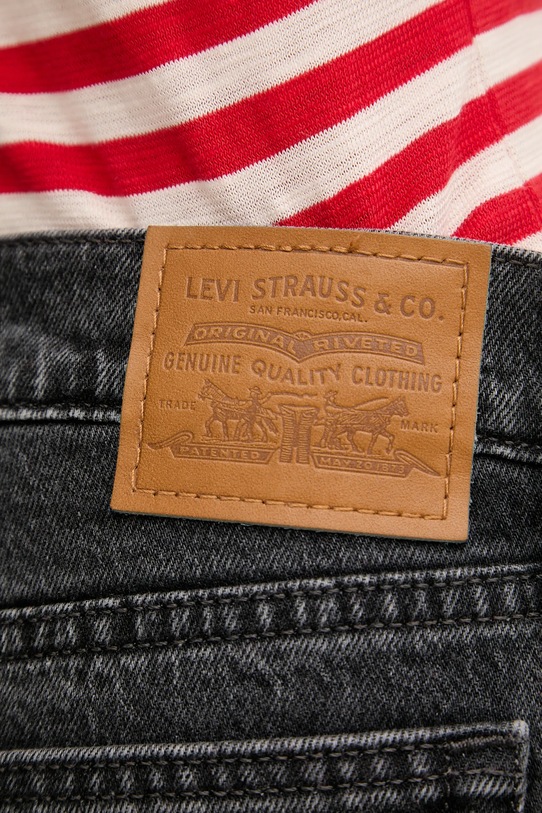 LEVI STRAUSS & CO.
SAN FRANCISCO, CAL.
ORIGINAL RIVETED
GENUINE QUALITY CLOTHING
TRADE MARK
PATENTED MAY 20 1873